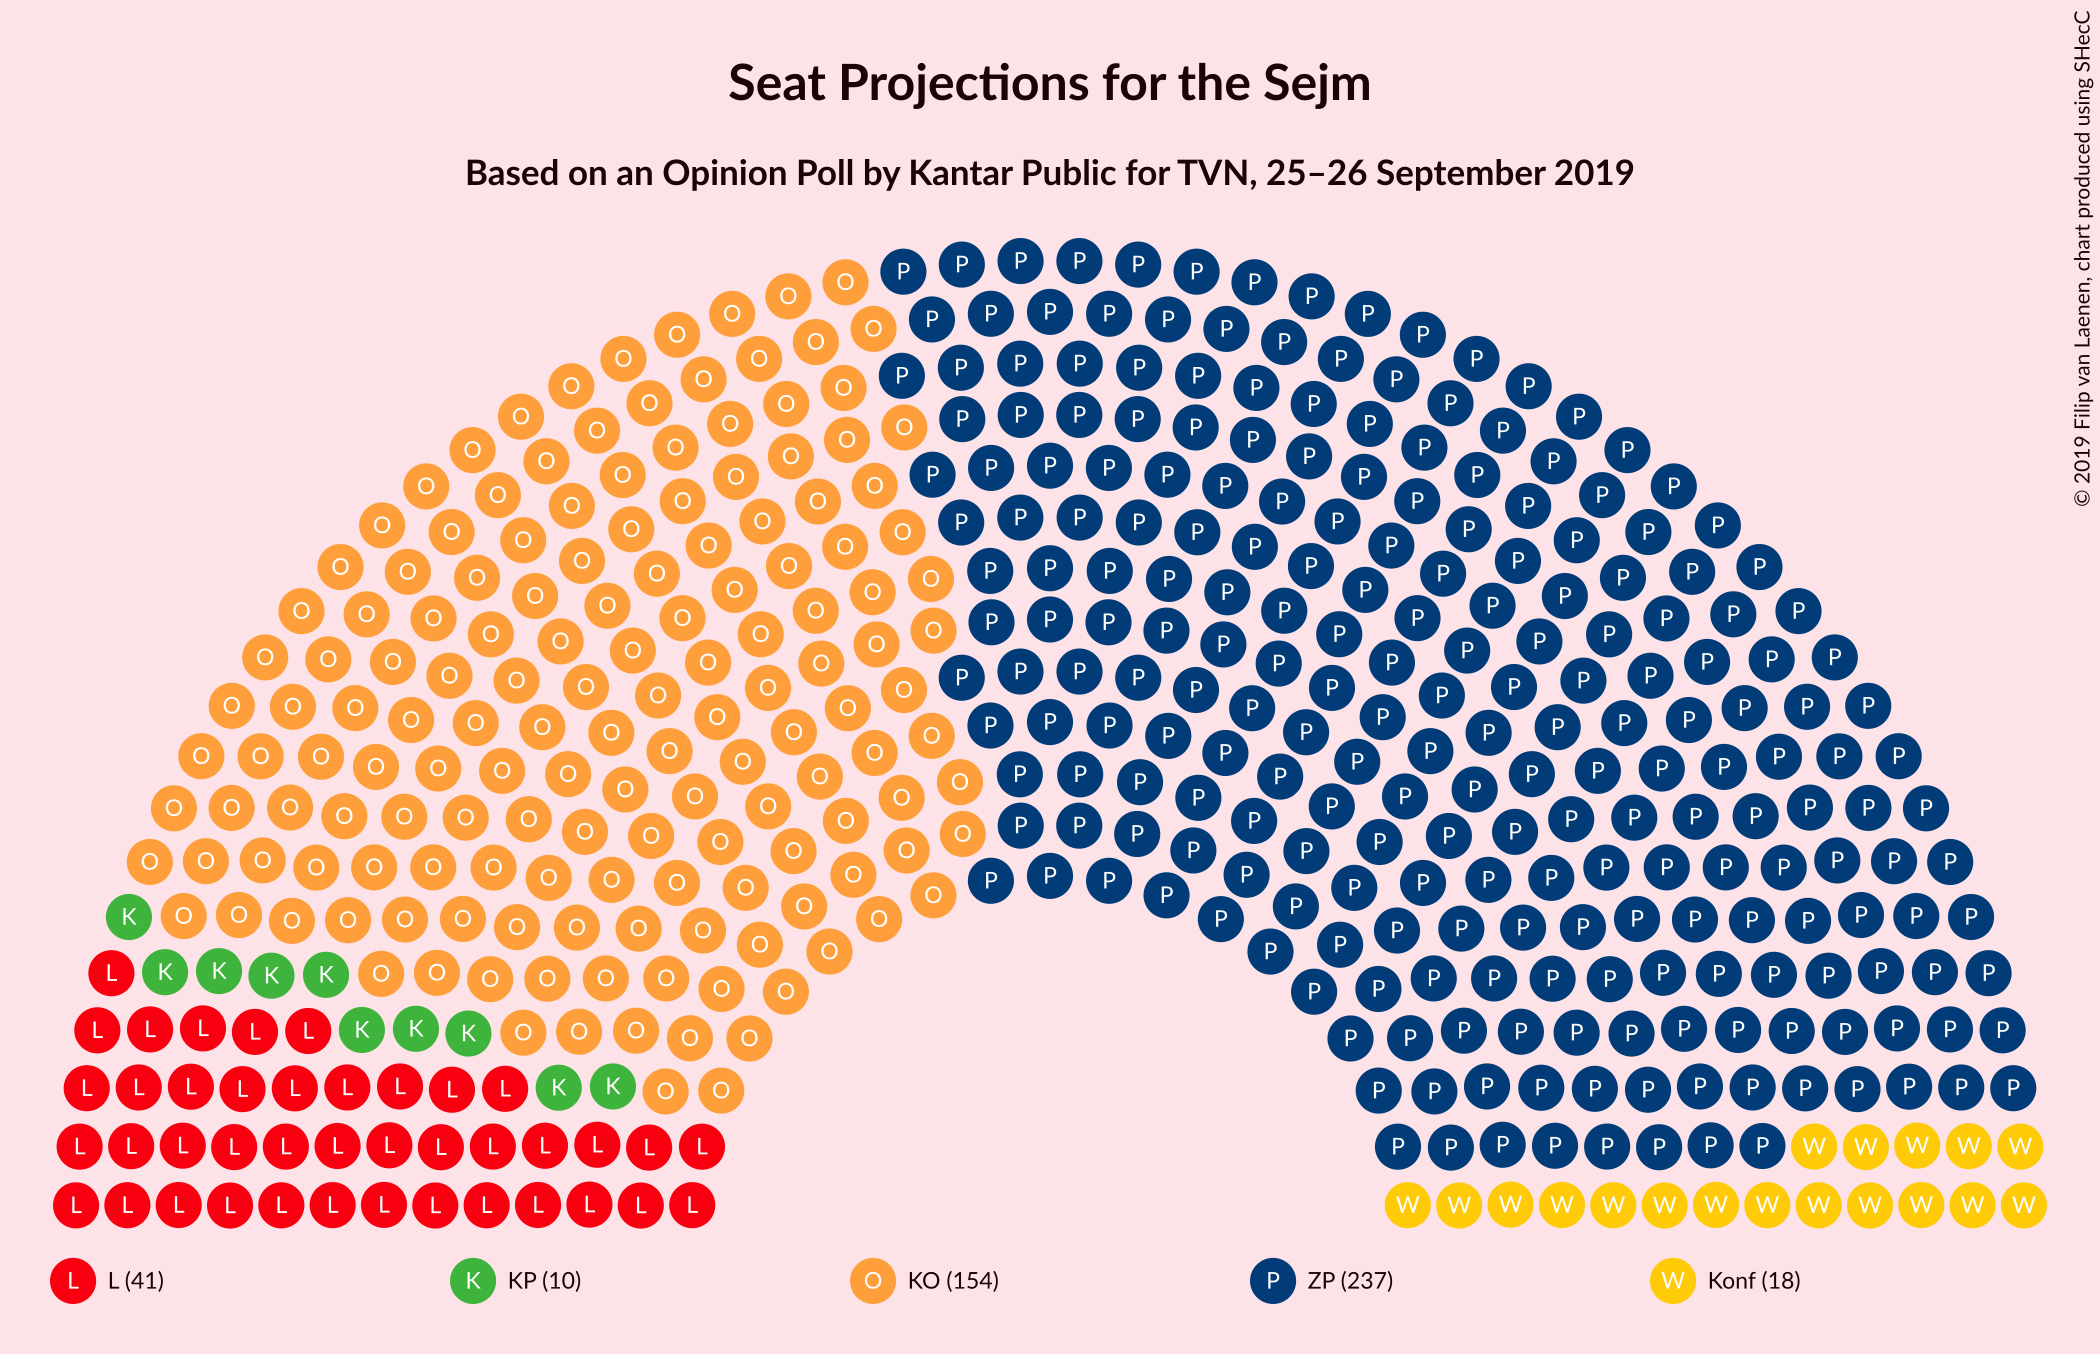 Seat Projections for the Sejm
Based on an Opinion Poll by Kantar Public for TVN, 25–26 September 2019
© 2019 Filip van Laenen, chart produced using SHecC
L L (41)
K KP (10)
O KO (154)
P ZP (237)
W Konf (18)